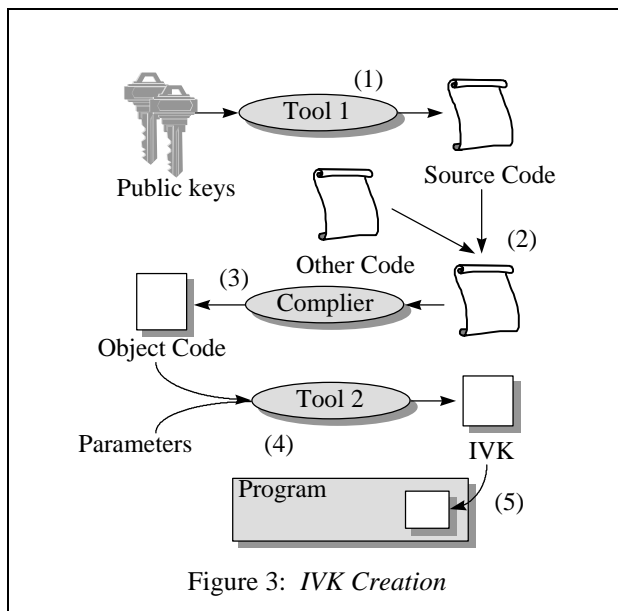 (1)
Tool 1
Public keys
Source Code
(2)
Other Code
(3)
Complier
Object Code
Tool 2
Parameters
(4)
IVK
Program
(5)
Figure 3: IVK Creation